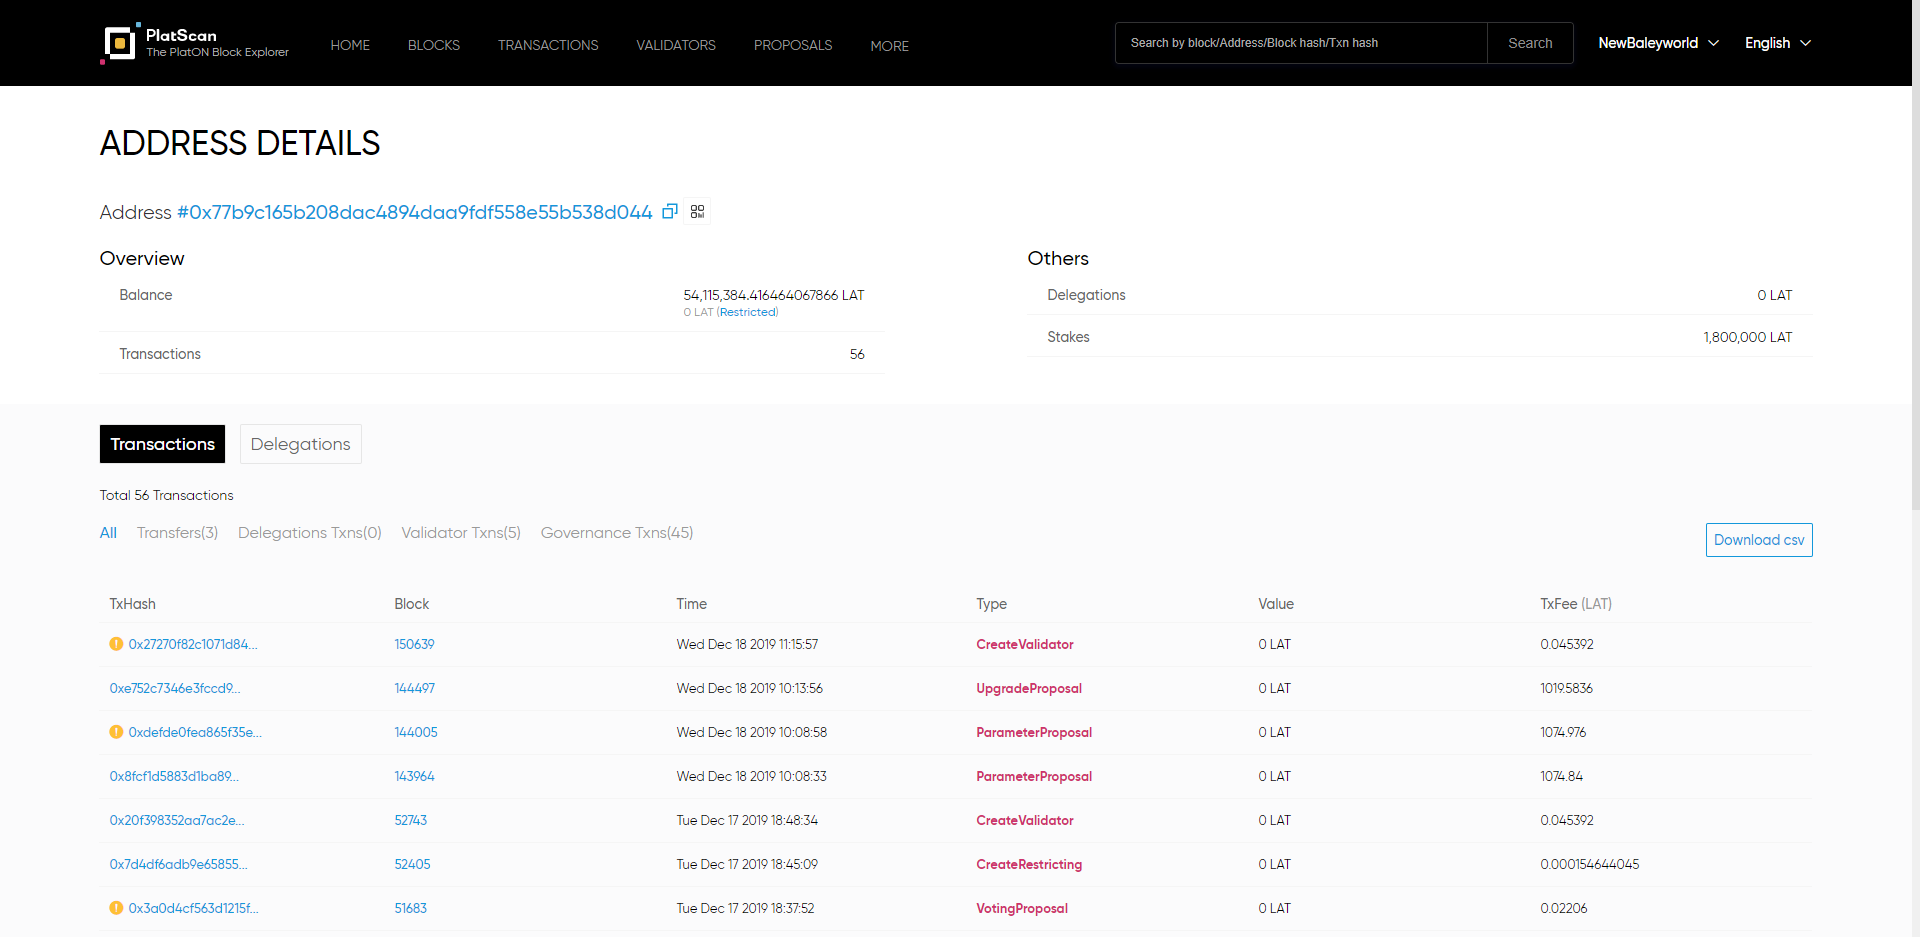 PlatScan
The PlatON Block Explorer
HOME BLOCKS TRANSACTIONS VALIDATORS PROPOSALS MORE
Search by block/Address/Block hash/Txn hash Search
NewBaleyworld English
ADDRESS DETAILS
Address #0x77b9c165b208dac4894daa9fdf558e55b538d044
Overview
Balance 54,115,384.416464067866 LAT
0 LAT (Restricted)
Transactions 56
Others
Delegations 0 LAT
Stakes 1,800,000 LAT
Transactions Delegations
Total 56 Transactions
All Transfers(3) Delegations Txns(0) Validator Txns(5) Governance Txns(45)
Download csv
TxHash Block Time Type Value TxFee (LAT)
0x27270f82c1071d84... 150639 Wed Dec 18 2019 11:15:57 CreateValidator 0 LAT 0.045392
0xe752c7346e3fccd9... 144497 Wed Dec 18 2019 10:13:56 UpgradeProposal 0 LAT 1019.5836
0xdefde0fea865f35e... 144005 Wed Dec 18 2019 10:08:58 ParameterProposal 0 LAT 1074.976
0x8fcf1d5883d1ba89... 143964 Wed Dec 18 2019 10:08:33 ParameterProposal 0 LAT 1074.84
0x20f398352aa7ac2e... 52743 Tue Dec 17 2019 18:48:34 CreateValidator 0 LAT 0.045392
0x7d4df6adb9e65855... 52405 Tue Dec 17 2019 18:45:09 CreateRestricting 0 LAT 0.000154644045
0x3a0d4cf563d1215f... 51683 Tue Dec 17 2019 18:37:52 VotingProposal 0 LAT 0.02206